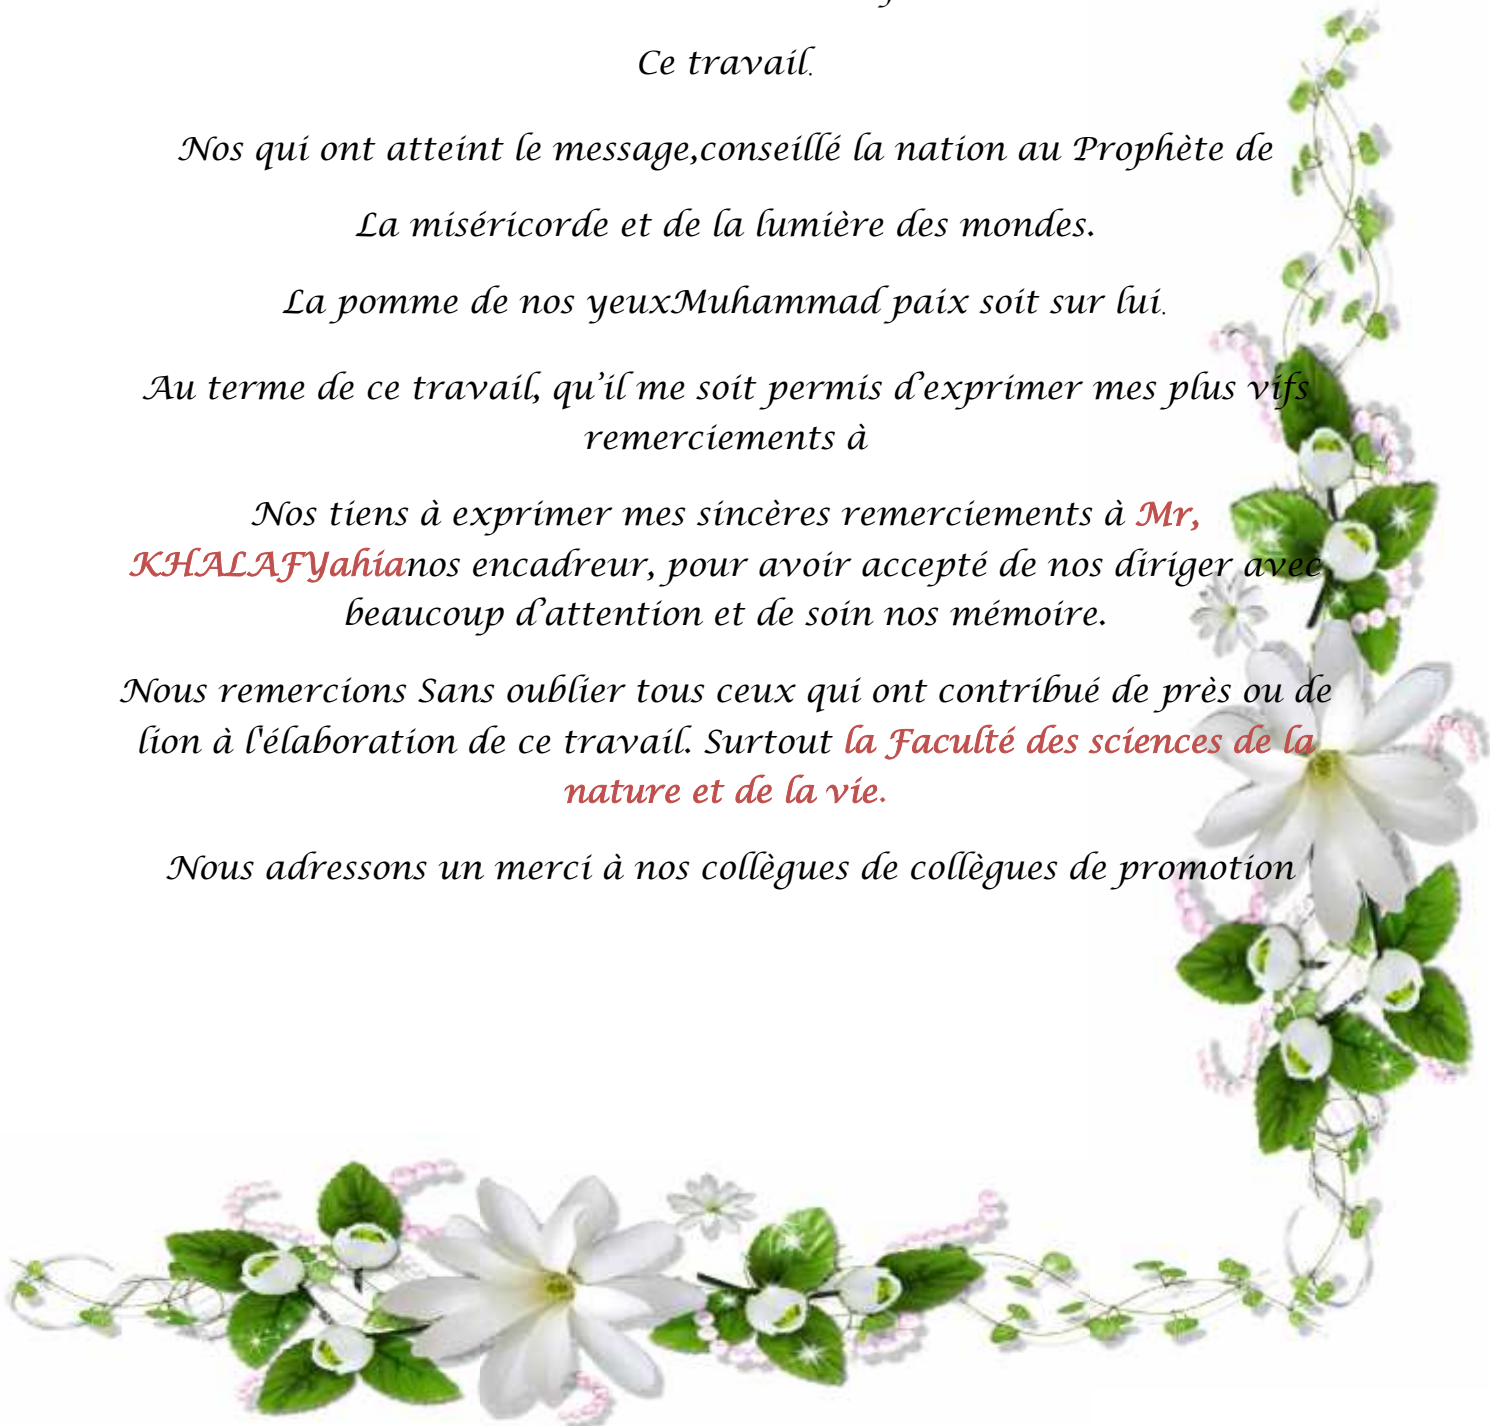 Ce travail.
Nos qui ont atteint le message,conseillé la nation au Prophète de
La miséricorde et de la lumière des mondes.
La pomme de nos yeuxMuhammad paix soit sur lui.
Au terme de ce travail, qu'il me soit permis d'exprimer mes plus vifs
remerciements à
Nos tiens à exprimer mes sincères remerciements à Mr,
KHALAFYahianos encadreur, pour avoir accepté de nos diriger avec
beaucoup d'attention et de soin nos mémoire.
Nous remercions Sans oublier tous ceux qui ont contribué de près ou de
lion à l'élaboration de ce travail. Surtout la Faculté des sciences de la
nature et de la vie.
Nous adressons un merci à nos collègues de collègues de promotion